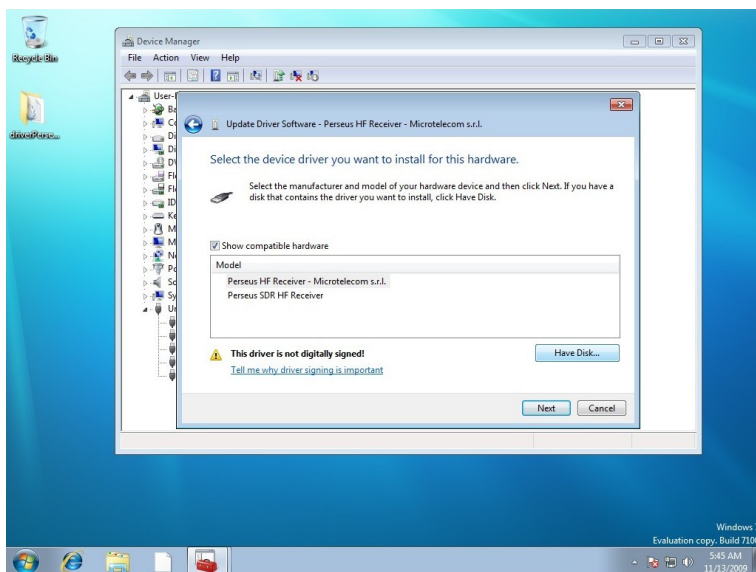 Recycle Bin
Device Manager
File Action View Help
User-
Update Driver Software - Perseus HF Receiver - Microtelecom s.r.l.
Select the device driver you want to install for this hardware.
Select the manufacturer and model of your hardware device and then click Next. If you have a
disk that contains the driver you want to install, click Have Disk.
Show compatible hardware
Model
Perseus HF Receiver - Microtelecom s.r.l.
Perseus SDR HF Receiver
This driver is not digitally signed!
Have Disk...
Tell me why driver signing is important
Next Cancel
Windows 7
Evaluation copy. Build 7100
5:45 AM
11/13/2009